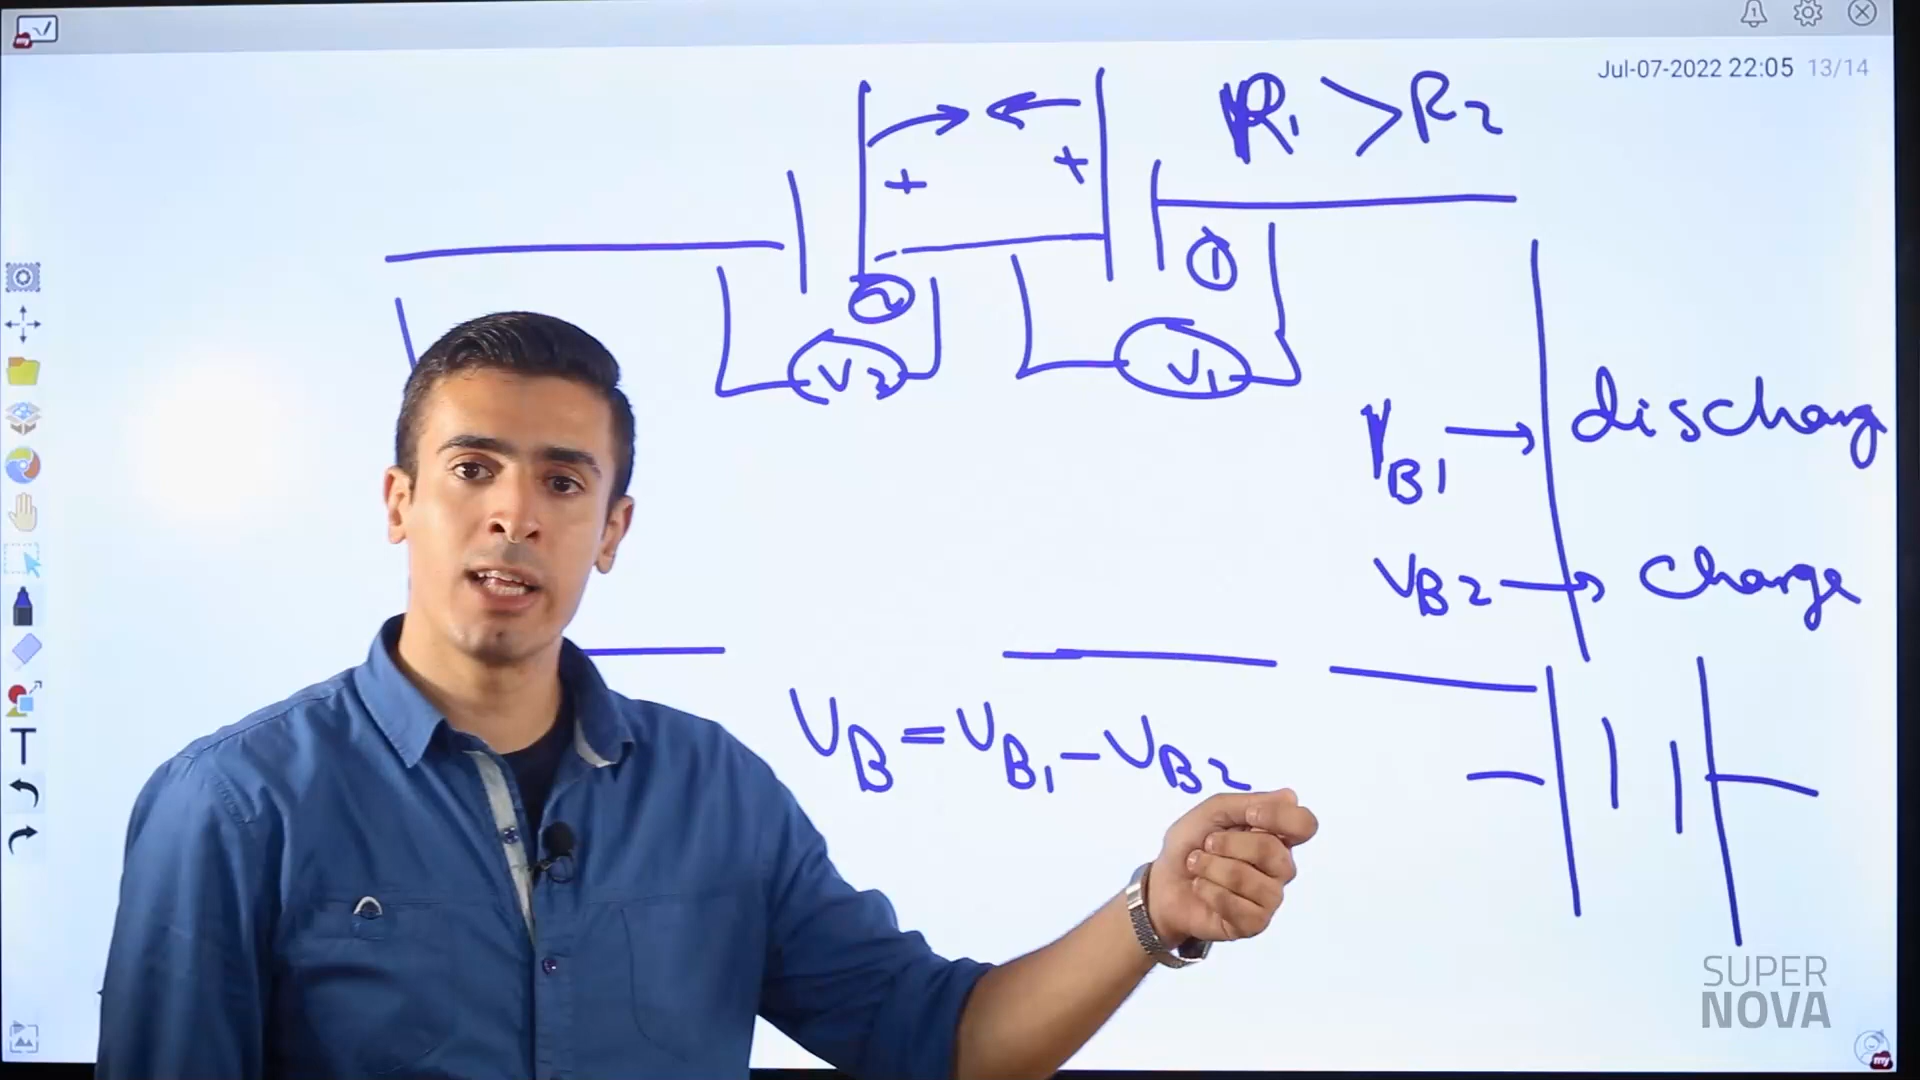 Jul-07-2022 22:05 13/14
R1 > R2
+ +
2 1
V2 V1
VB1 → discharg
VB2 → charge
VB = VB1 - VB2
T
SUPER
NOVA